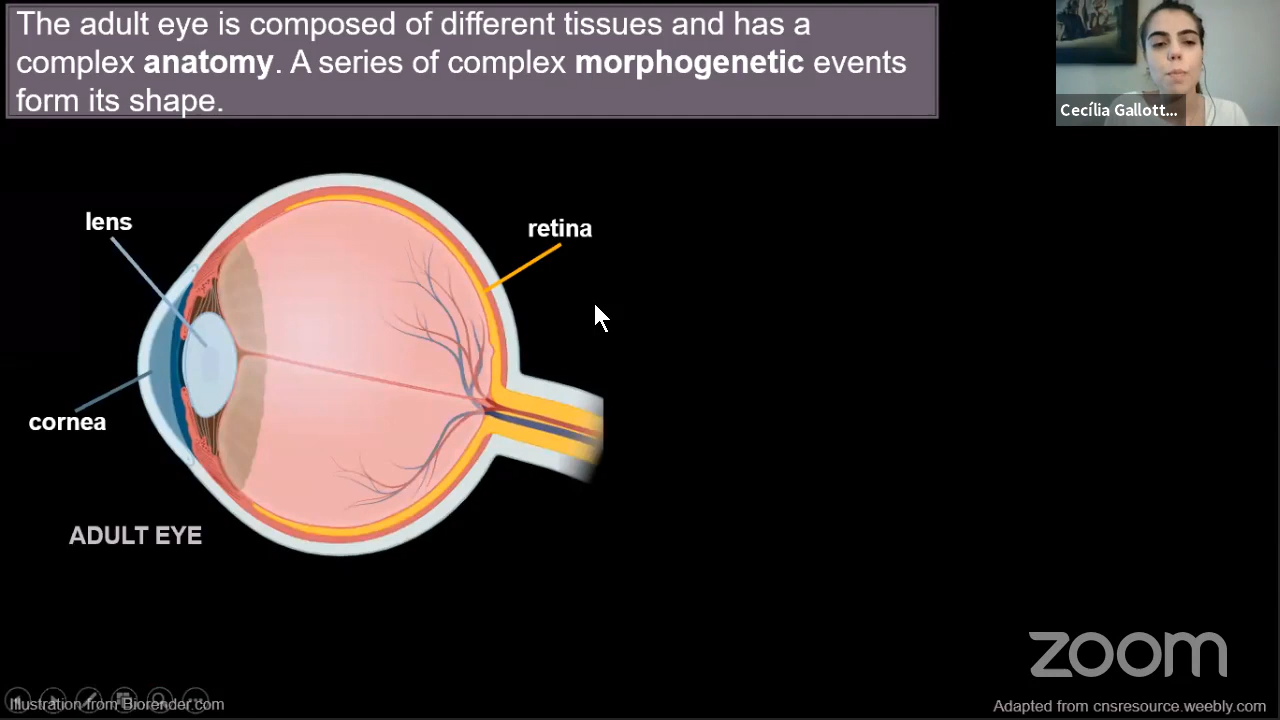 The adult eye is composed of different tissues and has a
complex anatomy. A series of complex morphogenetic events
form its shape.
Cecília Gallott...
lens
retina
cornea
ADULT EYE
zoom
Illustration from Biorender.com
Adapted from cnsresource.weebly.com